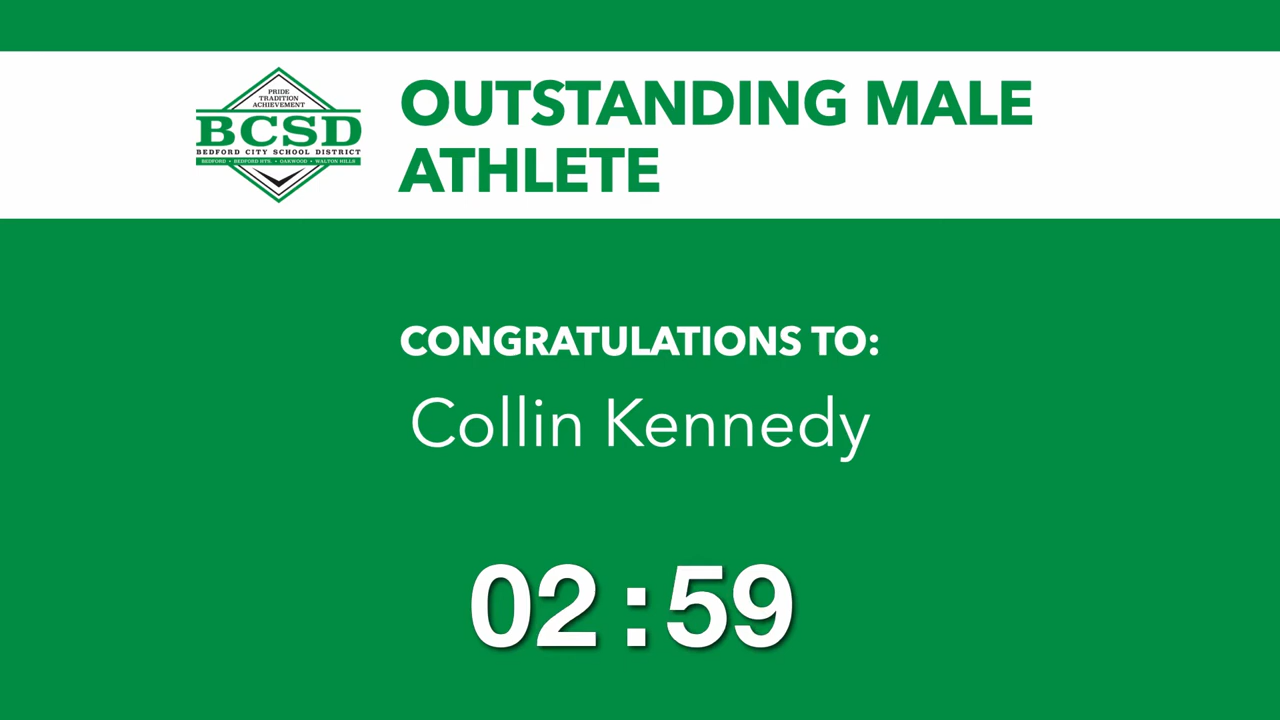 PRIDE
TRADITION
ACHIEVEMENT
BCSD
BEDFORD CITY SCHOOL DISTRICT
BEDFORD • BEDFORD HTS. • OAKWOOD • WALTON HILLS
OUTSTANDING MALE
ATHLETE
CONGRATULATIONS TO:
Collin Kennedy
02:59